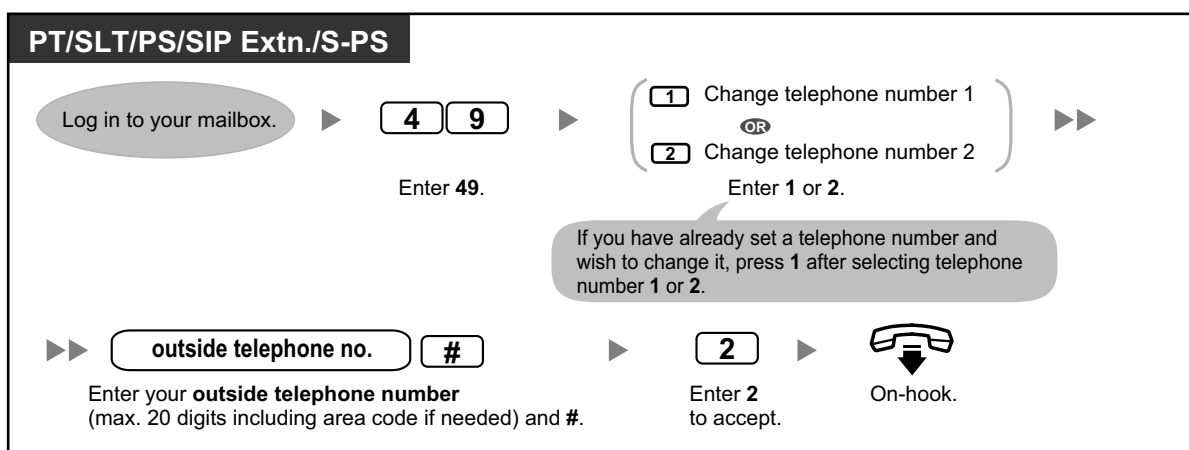 PT/SLT/PS/SIP Extn./S-PS
Log in to your mailbox.
4 9
Enter 49.
1 Change telephone number 1
OR
2 Change telephone number 2
Enter 1 or 2.
If you have already set a telephone number and
wish to change it, press 1 after selecting telephone
number 1 or 2.
outside telephone no. #
Enter your outside telephone number
(max. 20 digits including area code if needed) and #.
2
Enter 2
to accept.
On-hook.